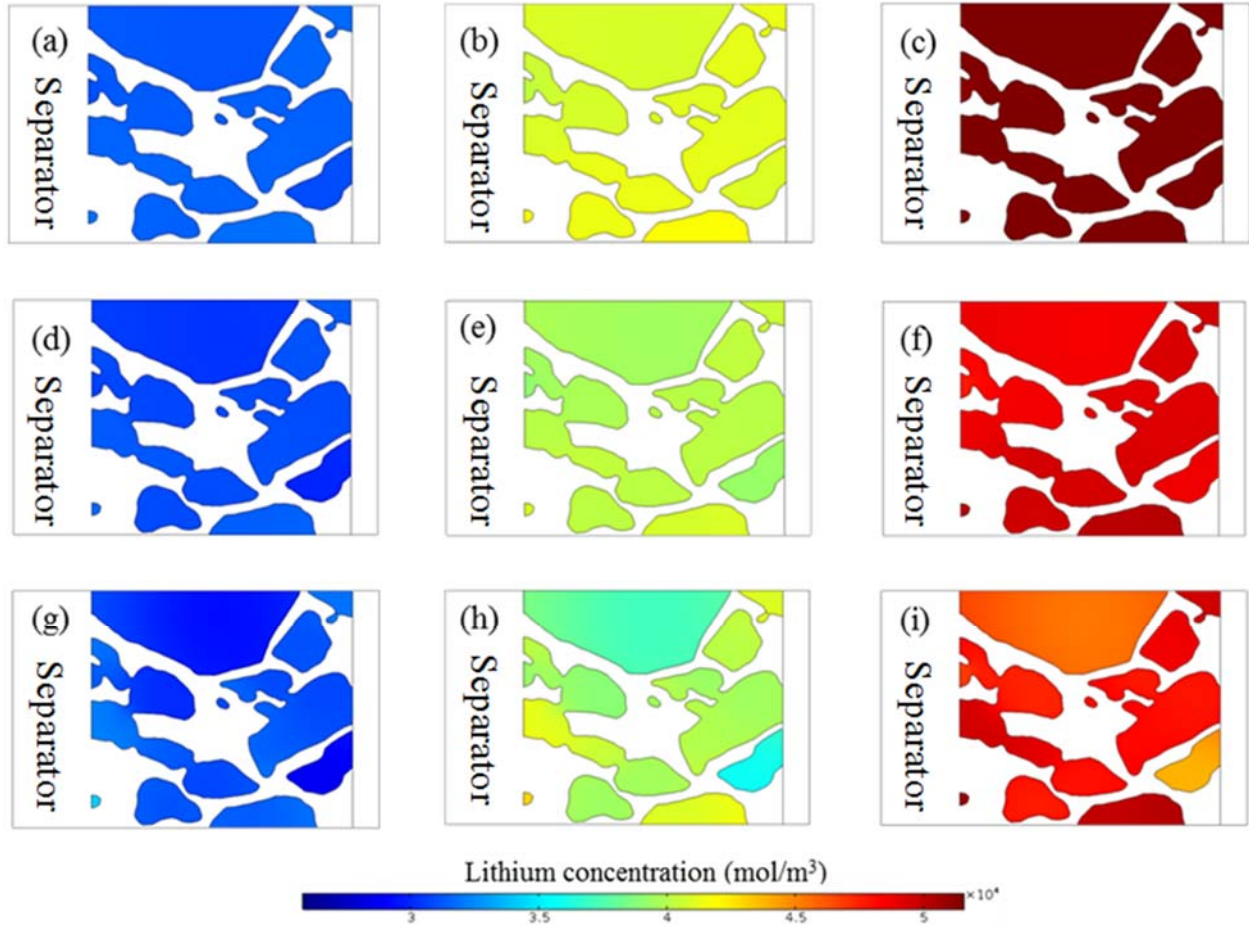 (a)
Separator
(b)
Separator
(c)
Separator
(d)
Separator
(e)
Separator
(f)
Separator
(g)
Separator
(h)
Separator
(i)
Separator
Lithium concentration (mol/m³)
×10⁴
3 3.5 4 4.5 5